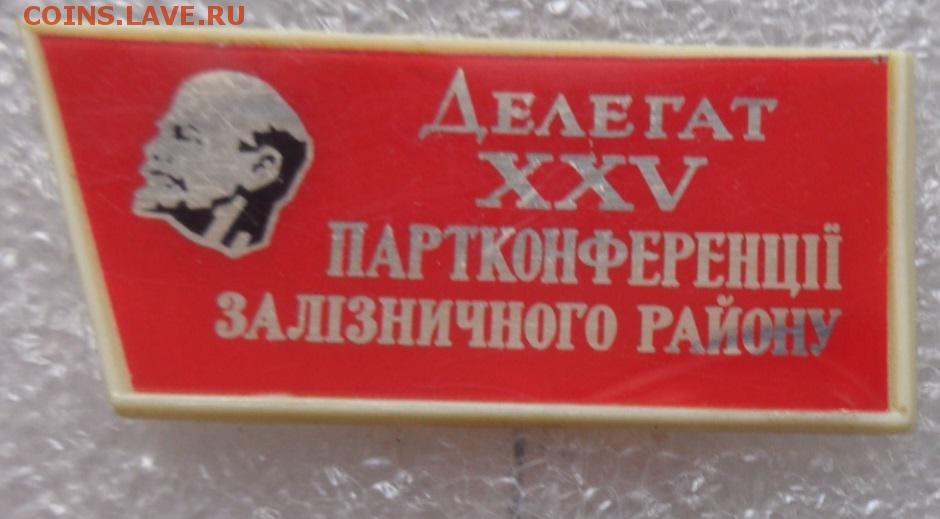 COINS.LAVE.RU
ДЕЛЕГАТ
XXV
ПАРТКОНФЕРЕНЦІЇ
ЗАЛІЗНИЧНОГО РАЙОНУ